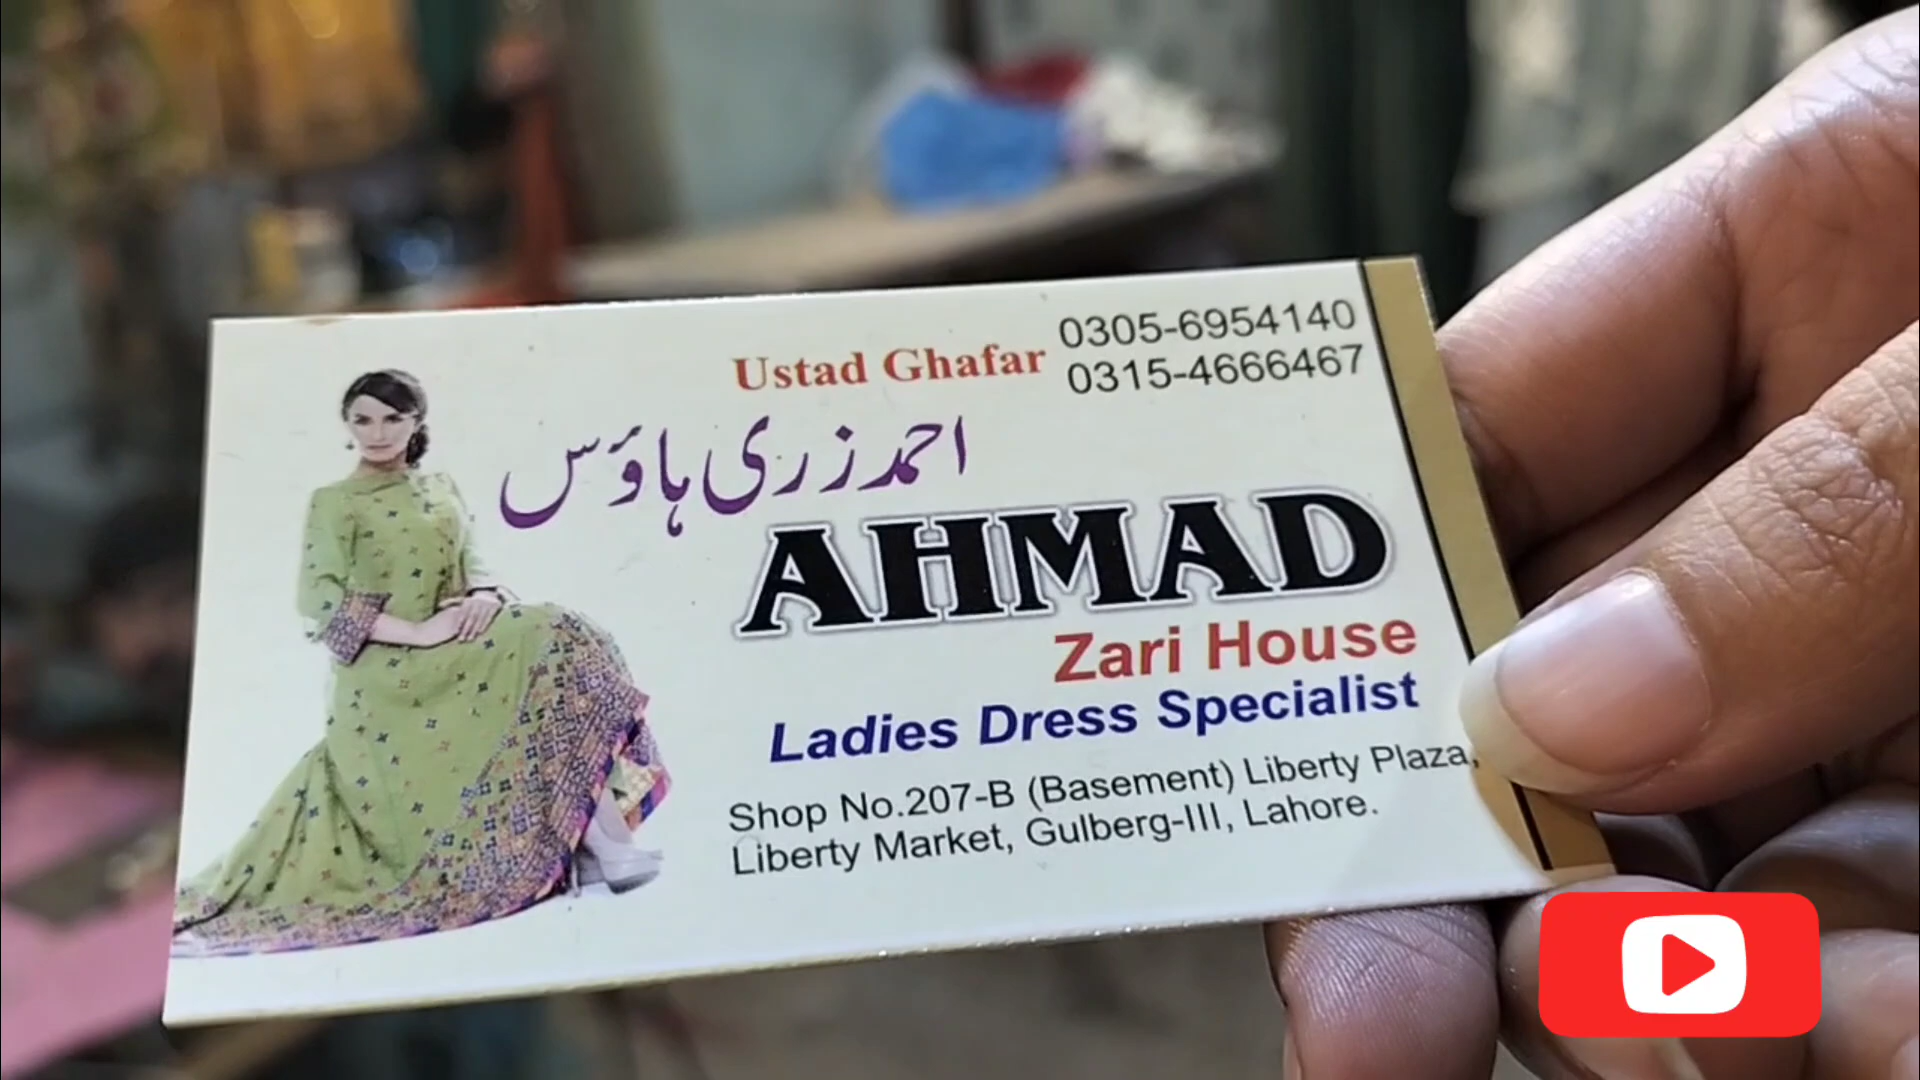 Ustad Ghafar
0305-6954140
0315-4666467
احمد زری ہاؤس
AHMAD
Zari House
Ladies Dress Specialist
Shop No.207-B (Basement) Liberty Plaza,
Liberty Market, Gulberg-III, Lahore.